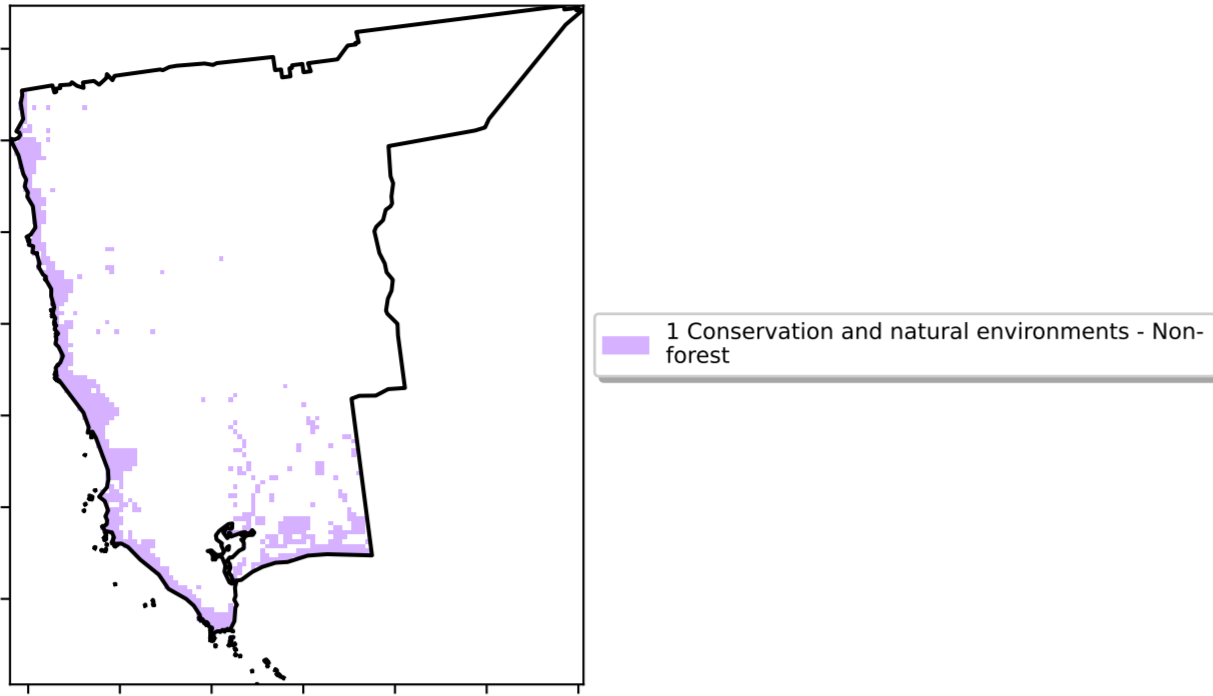 1 Conservation and natural environments - Non-
forest